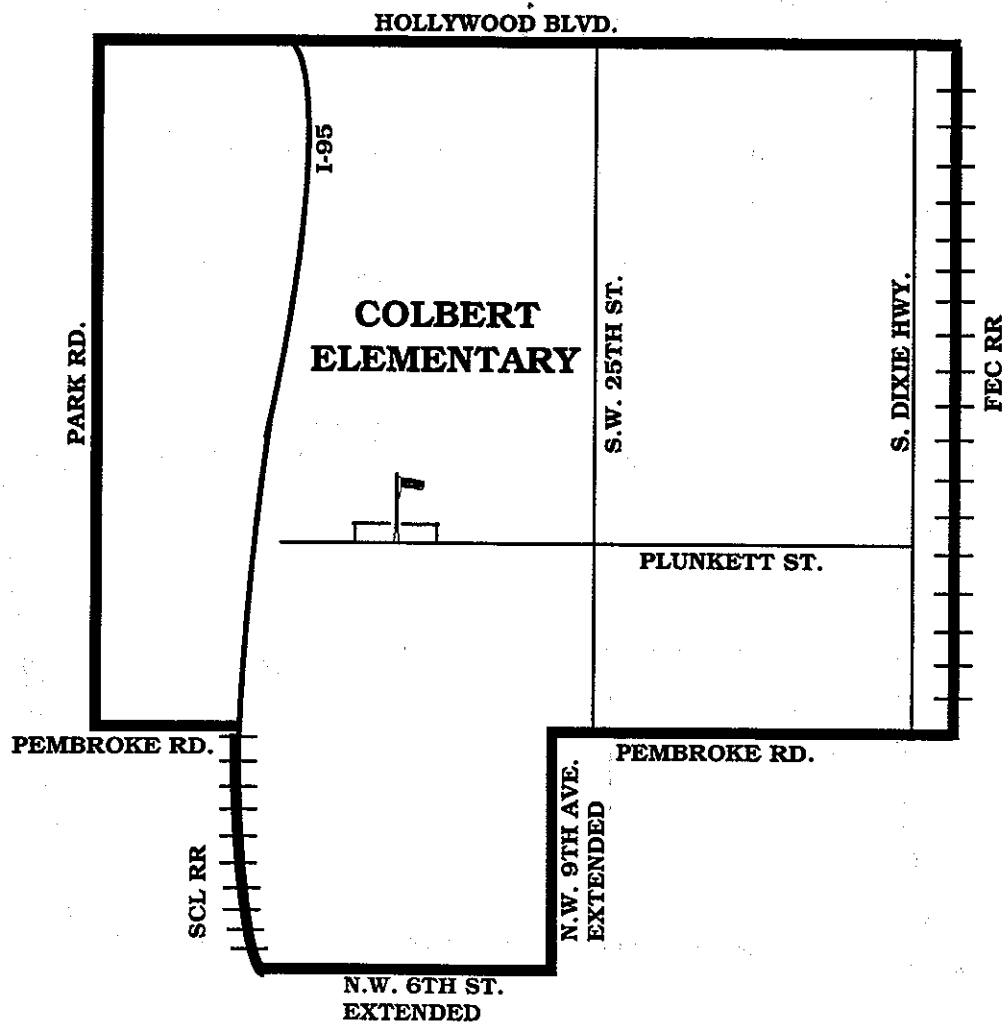 HOLLYWOOD BLVD.
I-95
COLBERT
ELEMENTARY
S.W. 25TH ST.
S. DIXIE HWY.
FEC RR
PARK RD.
PLUNKETT ST.
PEMBROKE RD.
PEMBROKE RD.
N.W. 9TH AVE.
EXTENDED
SCL RR
N.W. 6TH ST.
EXTENDED